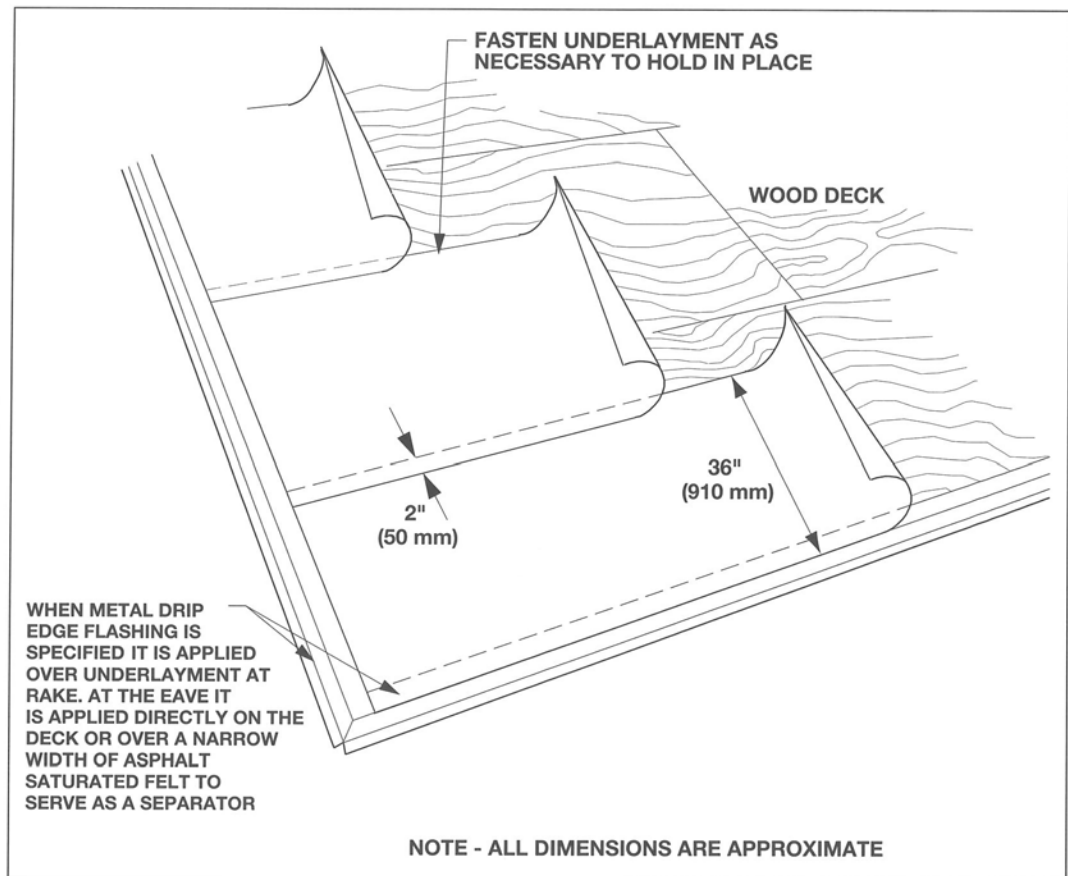 FASTEN UNDERLAYMENT AS
NECESSARY TO HOLD IN PLACE
WOOD DECK
36"
(910 mm)
2"
(50 mm)
WHEN METAL DRIP
EDGE FLASHING IS
SPECIFIED IT IS APPLIED
OVER UNDERLAYMENT AT
RAKE. AT THE EAVE IT
IS APPLIED DIRECTLY ON THE
DECK OR OVER A NARROW
WIDTH OF ASPHALT
SATURATED FELT TO
SERVE AS A SEPARATOR
NOTE - ALL DIMENSIONS ARE APPROXIMATE